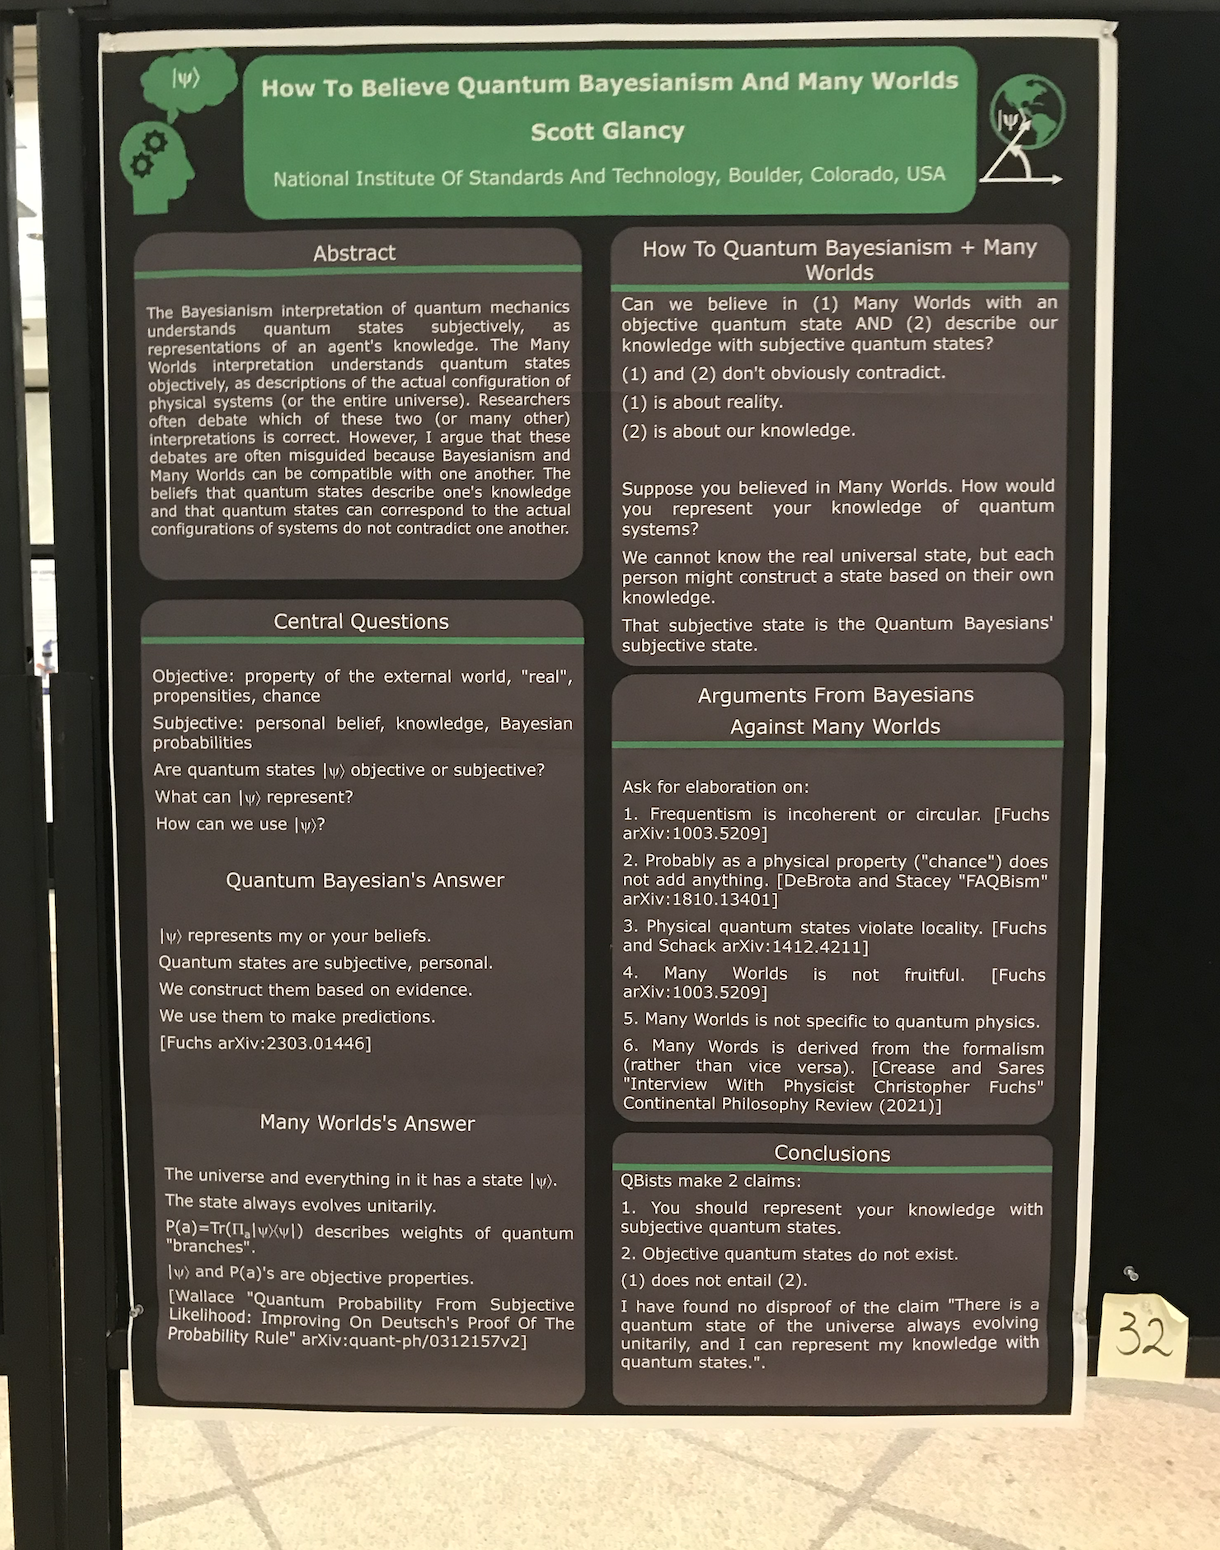 |ψ⟩
How To Believe Quantum Bayesianism And Many Worlds
Scott Glancy
National Institute Of Standards And Technology, Boulder, Colorado, USA
|ψ⟩
Abstract
The Bayesianism interpretation of quantum mechanics
understands quantum states subjectively, as
representations of an agent's knowledge. The Many
Worlds interpretation understands quantum states
objectively, as descriptions of the actual configuration of
physical systems (or the entire universe). Researchers
often debate which of these two (or many other)
interpretations is correct. However, I argue that these
debates are often misguided because Bayesianism and
Many Worlds can be compatible with one another. The
beliefs that quantum states describe one's knowledge
and that quantum states can correspond to the actual
configurations of systems do not contradict one another.
Central Questions
Objective: property of the external world, "real",
propensities, chance
Subjective: personal belief, knowledge, Bayesian
probabilities
Are quantum states |ψ⟩ objective or subjective?
What can |ψ⟩ represent?
How can we use |ψ⟩?
Quantum Bayesian's Answer
|ψ⟩ represents my or your beliefs.
Quantum states are subjective, personal.
We construct them based on evidence.
We use them to make predictions.
[Fuchs arXiv:2303.01446]
Many Worlds's Answer
The universe and everything in it has a state |ψ⟩.
The state always evolves unitarily.
P(a)=Tr(Πₐ|ψ⟩⟨ψ|) describes weights of quantum
"branches".
|ψ⟩ and P(a)'s are objective properties.
[Wallace "Quantum Probability From Subjective
Likelihood: Improving On Deutsch's Proof Of The
Probability Rule" arXiv:quant-ph/0312157v2]
How To Quantum Bayesianism + Many
Worlds
Can we believe in (1) Many Worlds with an
objective quantum state AND (2) describe our
knowledge with subjective quantum states?
(1) and (2) don't obviously contradict.
(1) is about reality.
(2) is about our knowledge.
Suppose you believed in Many Worlds. How would
you represent your knowledge of quantum
systems?
We cannot know the real universal state, but each
person might construct a state based on their own
knowledge.
That subjective state is the Quantum Bayesians'
subjective state.
Arguments From Bayesians
Against Many Worlds
Ask for elaboration on:
1. Frequentism is incoherent or circular. [Fuchs
arXiv:1003.5209]
2. Probably as a physical property ("chance") does
not add anything. [DeBrota and Stacey "FAQBism"
arXiv:1810.13401]
3. Physical quantum states violate locality. [Fuchs
and Schack arXiv:1412.4211]
4. Many Worlds is not fruitful. [Fuchs
arXiv:1003.5209]
5. Many Worlds is not specific to quantum physics.
6. Many Words is derived from the formalism
(rather than vice versa). [Crease and Sares
"Interview With Physicist Christopher Fuchs"
Continental Philosophy Review (2021)]
Conclusions
QBists make 2 claims:
1. You should represent your knowledge with
subjective quantum states.
2. Objective quantum states do not exist.
(1) does not entail (2).
I have found no disproof of the claim "There is a
quantum state of the universe always evolving
unitarily, and I can represent my knowledge with
quantum states.".
32